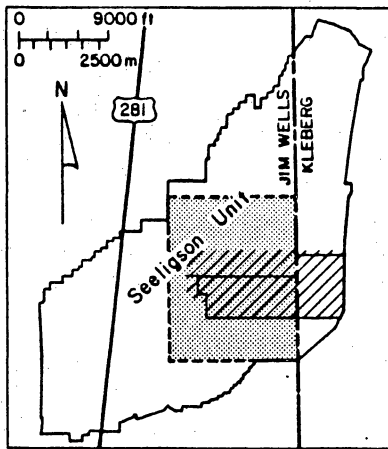 0 9000 ft
0 2500 m
N
281
JIM WELLS
KLEBERG
Seeligson Unit